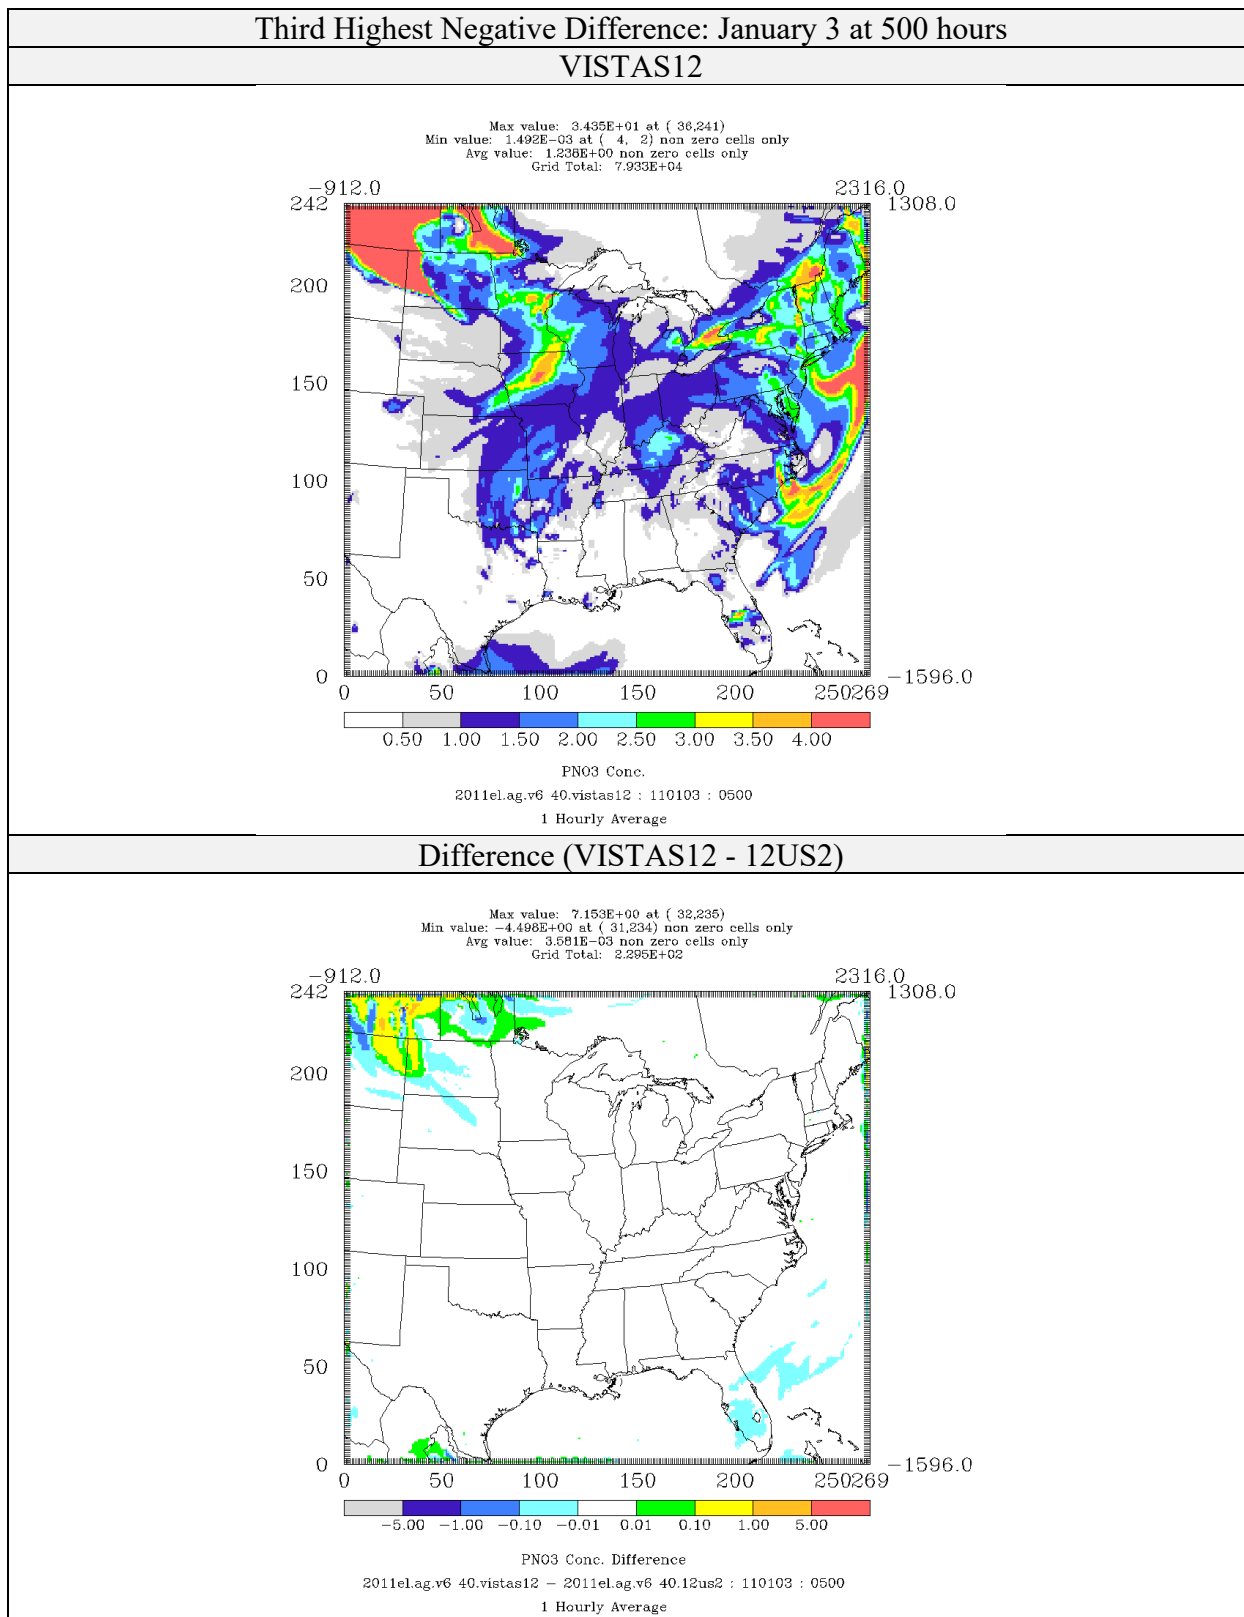 Third Highest Negative Difference: January 3 at 500 hours
VISTAS12
Max value: 3.435E+01 at ( 36,241)
Min value: 1.492E-03 at ( 4, 2) non zero cells only
Avg value: 1.236E+00 non zero cells only
Grid Total: 7.933E+04
-912.0 2316.0
242 1308.0
200
150
100
50
0 -1596.0
0 50 100 150 200 250269
0.50 1.00 1.50 2.00 2.50 3.00 3.50 4.00
PNO3 Conc.
2011el.ag.v6 40.vistas12 : 110103 : 0500
1 Hourly Average
Difference (VISTAS12 - 12US2)
Max value: 7.153E+00 at ( 32,235)
Min value: -4.498E+00 at ( 31,234) non zero cells only
Avg value: 3.581E-03 non zero cells only
Grid Total: 2.295E+02
-912.0 2316.0
242 1308.0
200
150
100
50
0 -1596.0
0 50 100 150 200 250269
-5.00 -1.00 -0.10 -0.01 0.01 0.10 1.00 5.00
PNO3 Conc. Difference
2011el.ag.v6 40.vistas12 - 2011el.ag.v6 40.12us2 : 110103 : 0500
1 Hourly Average